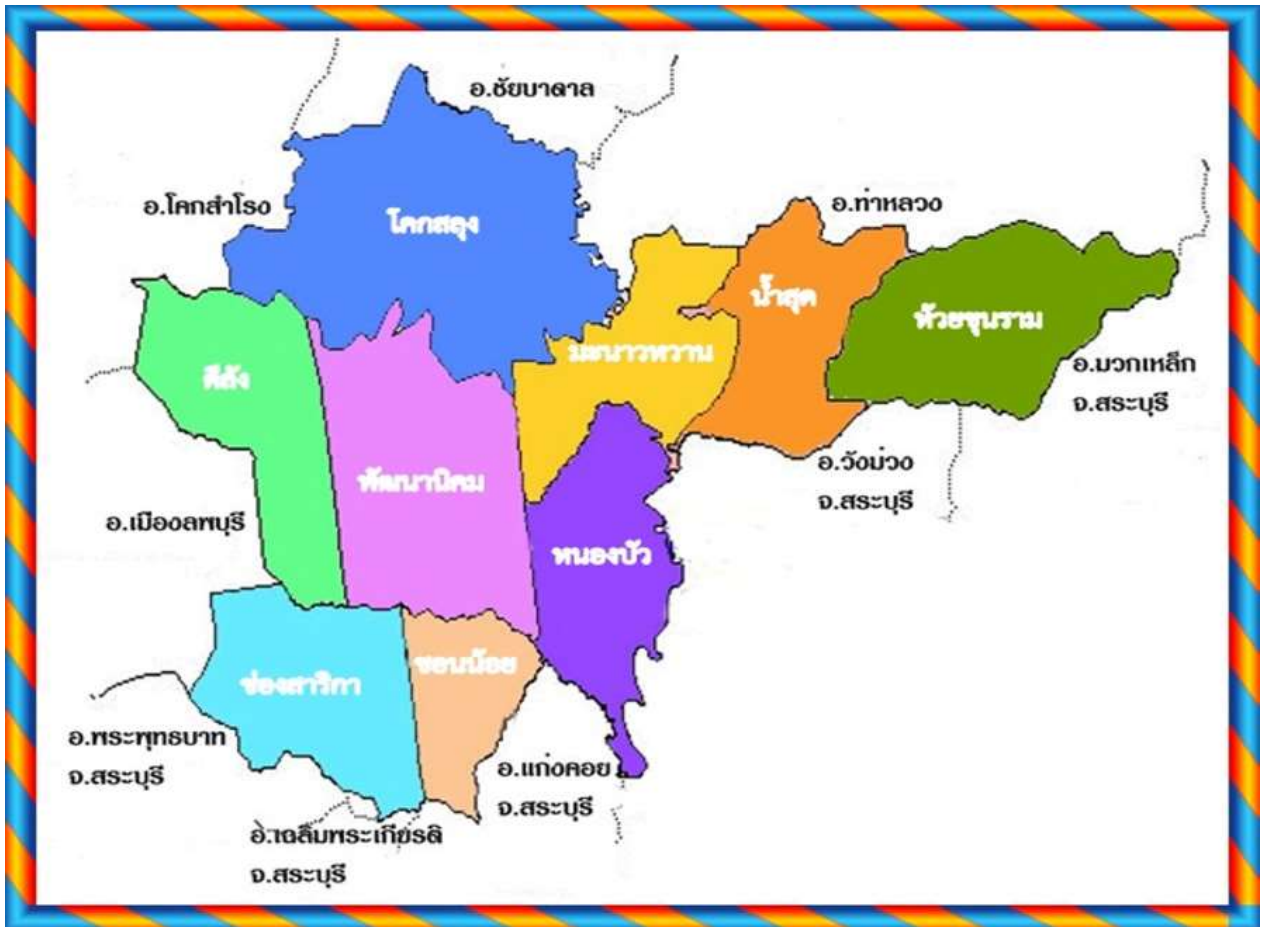 อ.ชัยบาดาล
อ.โคกสำโรง
อ.ท่าหลวง
โคกสลุง
น้ำสุด
ห้วยขุนราม
มะนาวหวาน
ดีลัง
อ.มวกเหล็ก
จ.สระบุรี
อ.วังม่วง
จ.สระบุรี
พัฒนานิคม
อ.เมืองลพบุรี
หนองบัว
ชอนน้อย
ช่องสาริกา
อ.พระพุทธบาท
จ.สระบุรี
อ.แก่งคอย
จ.สระบุรี
อ.เฉลิมพระเกียรติ
จ.สระบุรี